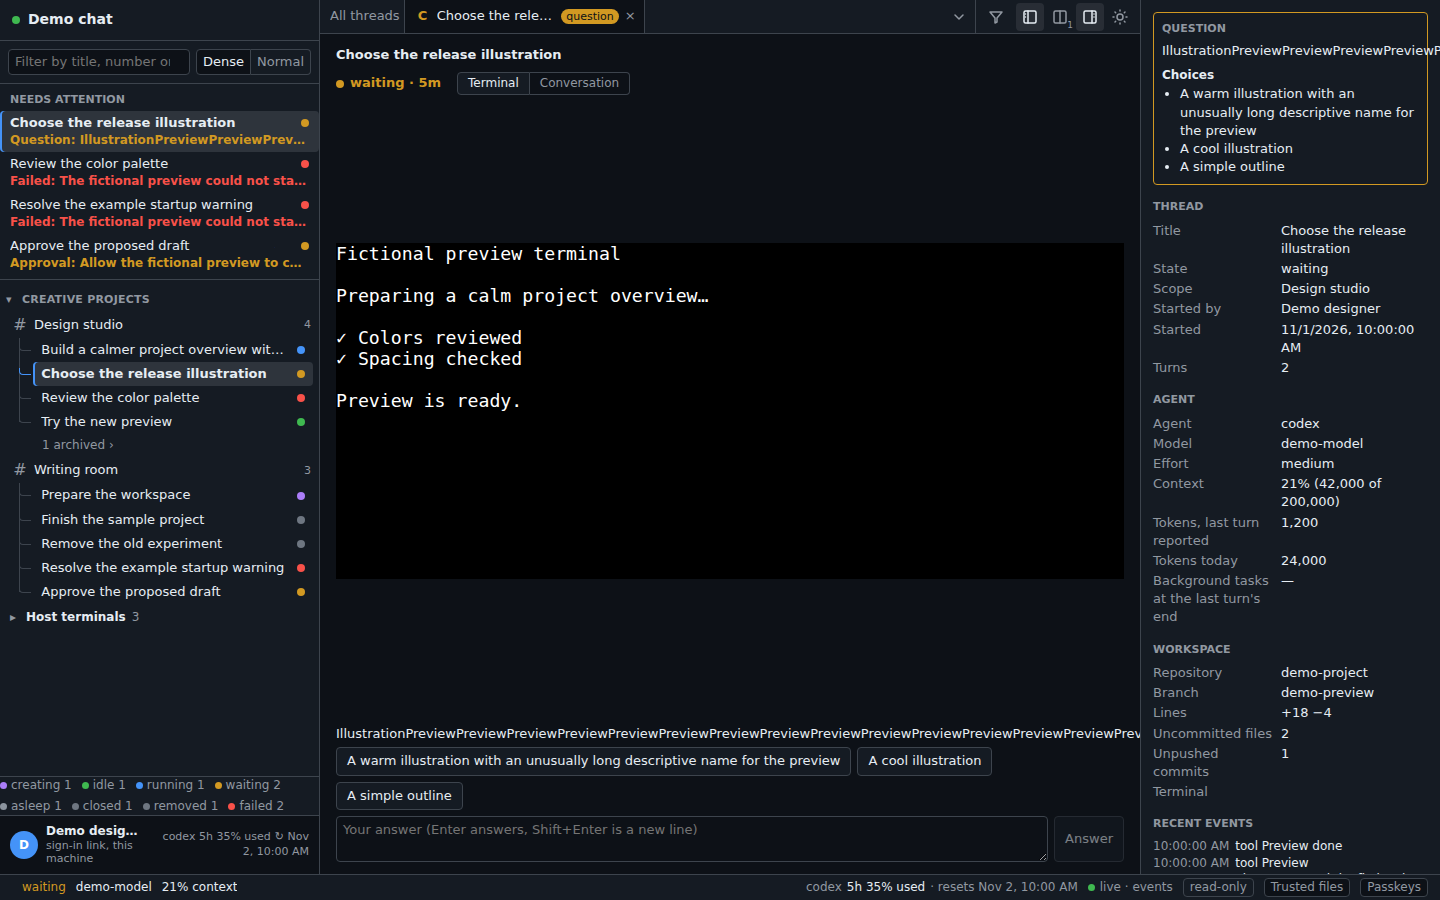 Demo chat
Dense Normal
NEEDS ATTENTION
Choose the release illustration
Question: IllustrationPreviewPreviewPrev…
Review the color palette
Failed: The fictional preview could not sta…
Resolve the example startup warning
Failed: The fictional preview could not sta…
Approve the proposed draft
Approval: Allow the fictional preview to c…
CREATIVE PROJECTS
# Design studio 4
Build a calmer project overview wit…
Choose the release illustration
Review the color palette
Try the new preview
1 archived ›
# Writing room 3
Prepare the workspace
Finish the sample project
Remove the old experiment
Resolve the example startup warning
Approve the proposed draft
Host terminals 3
creating 1 idle 1 running 1 waiting 2
asleep 1 closed 1 removed 1 failed 2
D
Demo desig…
sign-in link, this
machine
codex 5h 35% used ↻ Nov
2, 10:00 AM
All threads
C Choose the rele… question ×
1
Choose the release illustration
waiting · 5m
Terminal Conversation
Fictional preview terminal
Preparing a calm project overview…
✓ Colors reviewed
✓ Spacing checked
Preview is ready.
A warm illustration with an unusually long descriptive name for the preview
A cool illustration
A simple outline
Your answer (Enter answers, Shift+Enter is a new line)
Answer
QUESTION
Choices
• A warm illustration with an
unusually long descriptive name for
the preview
• A cool illustration
• A simple outline
THREAD
Title Choose the release
illustration
State waiting
Scope Design studio
Started by Demo designer
Started 11/1/2026, 10:00:00
AM
Turns 2
AGENT
Agent codex
Model demo-model
Effort medium
Context 21% (42,000 of
200,000)
Tokens, last turn
reported
1,200
Tokens today 24,000
Background tasks
at the last turn's
end
—
WORKSPACE
Repository demo-project
Branch demo-preview
Lines +18 −4
Uncommitted files 2
Unpushed
commits
1
Terminal
RECENT EVENTS
10:00:00 AM tool Preview done
10:00:00 AM tool Preview
waiting demo-model 21% context
codex 5h 35% used · resets Nov 2, 10:00 AM
live · events
read-only
Trusted files
Passkeys